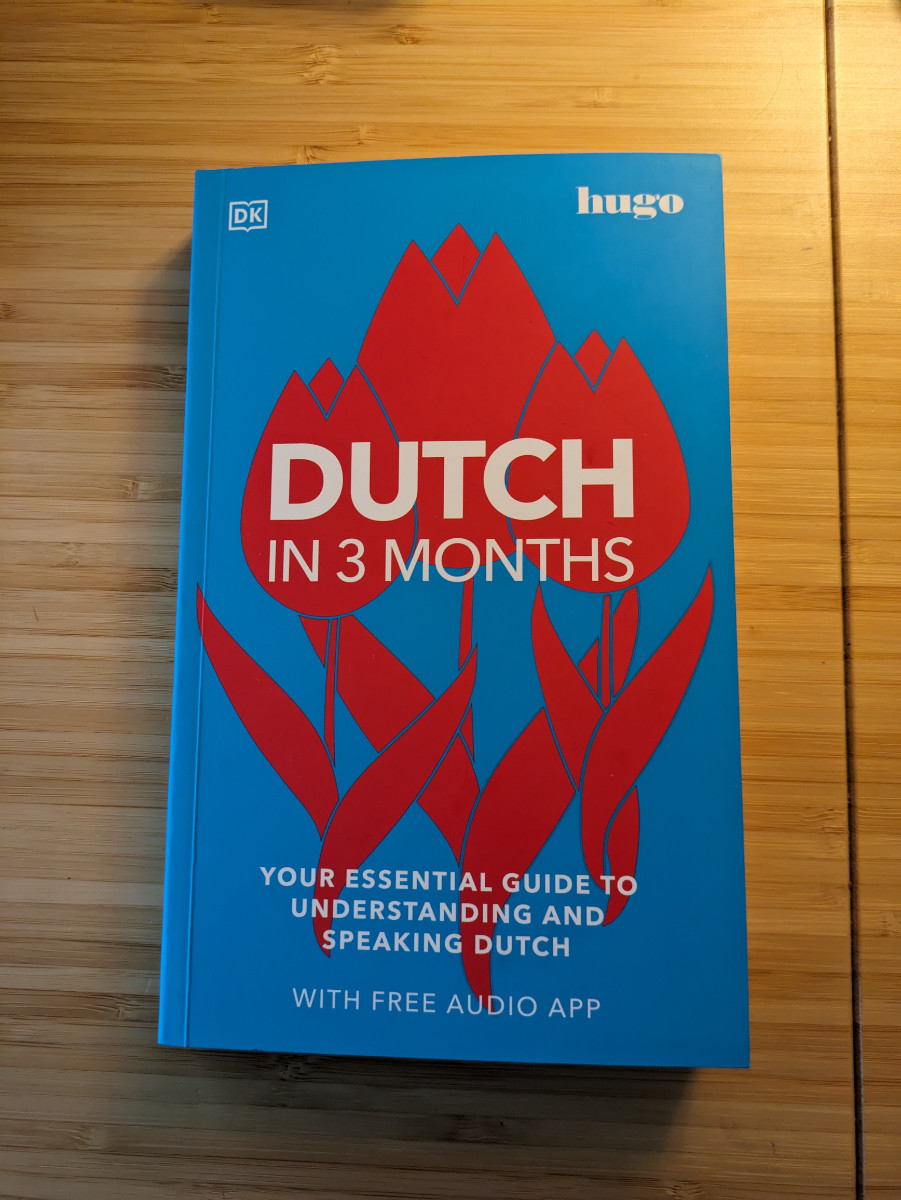 DK
hugo
DUTCH
IN 3 MONTHS
YOUR ESSENTIAL GUIDE TO
UNDERSTANDING AND
SPEAKING DUTCH
WITH FREE AUDIO APP